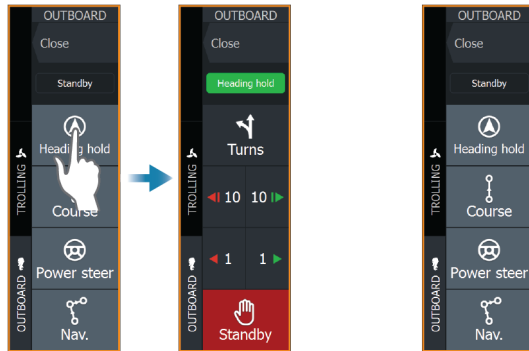 OUTBOARD
Close
Standby
Heading hold
Course
Power steer
Nav.
TROLLING
OUTBOARD
OUTBOARD
Close
Heading hold
Turns
10 10
1 1
Standby
TROLLING
OUTBOARD
OUTBOARD
Close
Standby
Heading hold
Course
Power steer
Nav.
TROLLING
OUTBOARD